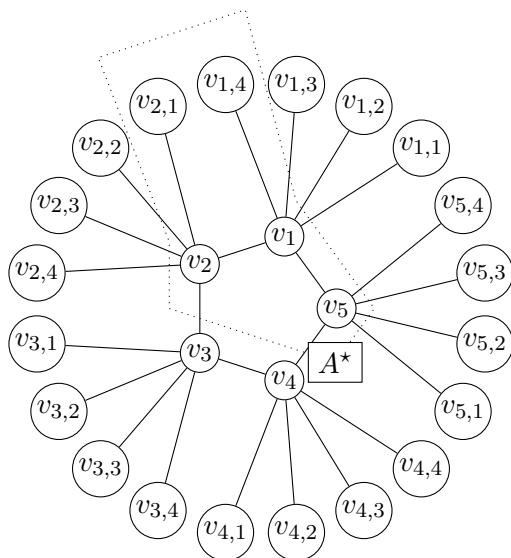 v1,4 v1,3
v2,1 v1,2
v2,2 v1,1
v2,3 v5,4
v1
v2,4 v2 v5,3
v5
v3,1 v3 v5,2
A⋆
v4
v3,2 v5,1
v3,3 v4,4
v3,4 v4,3
v4,1 v4,2